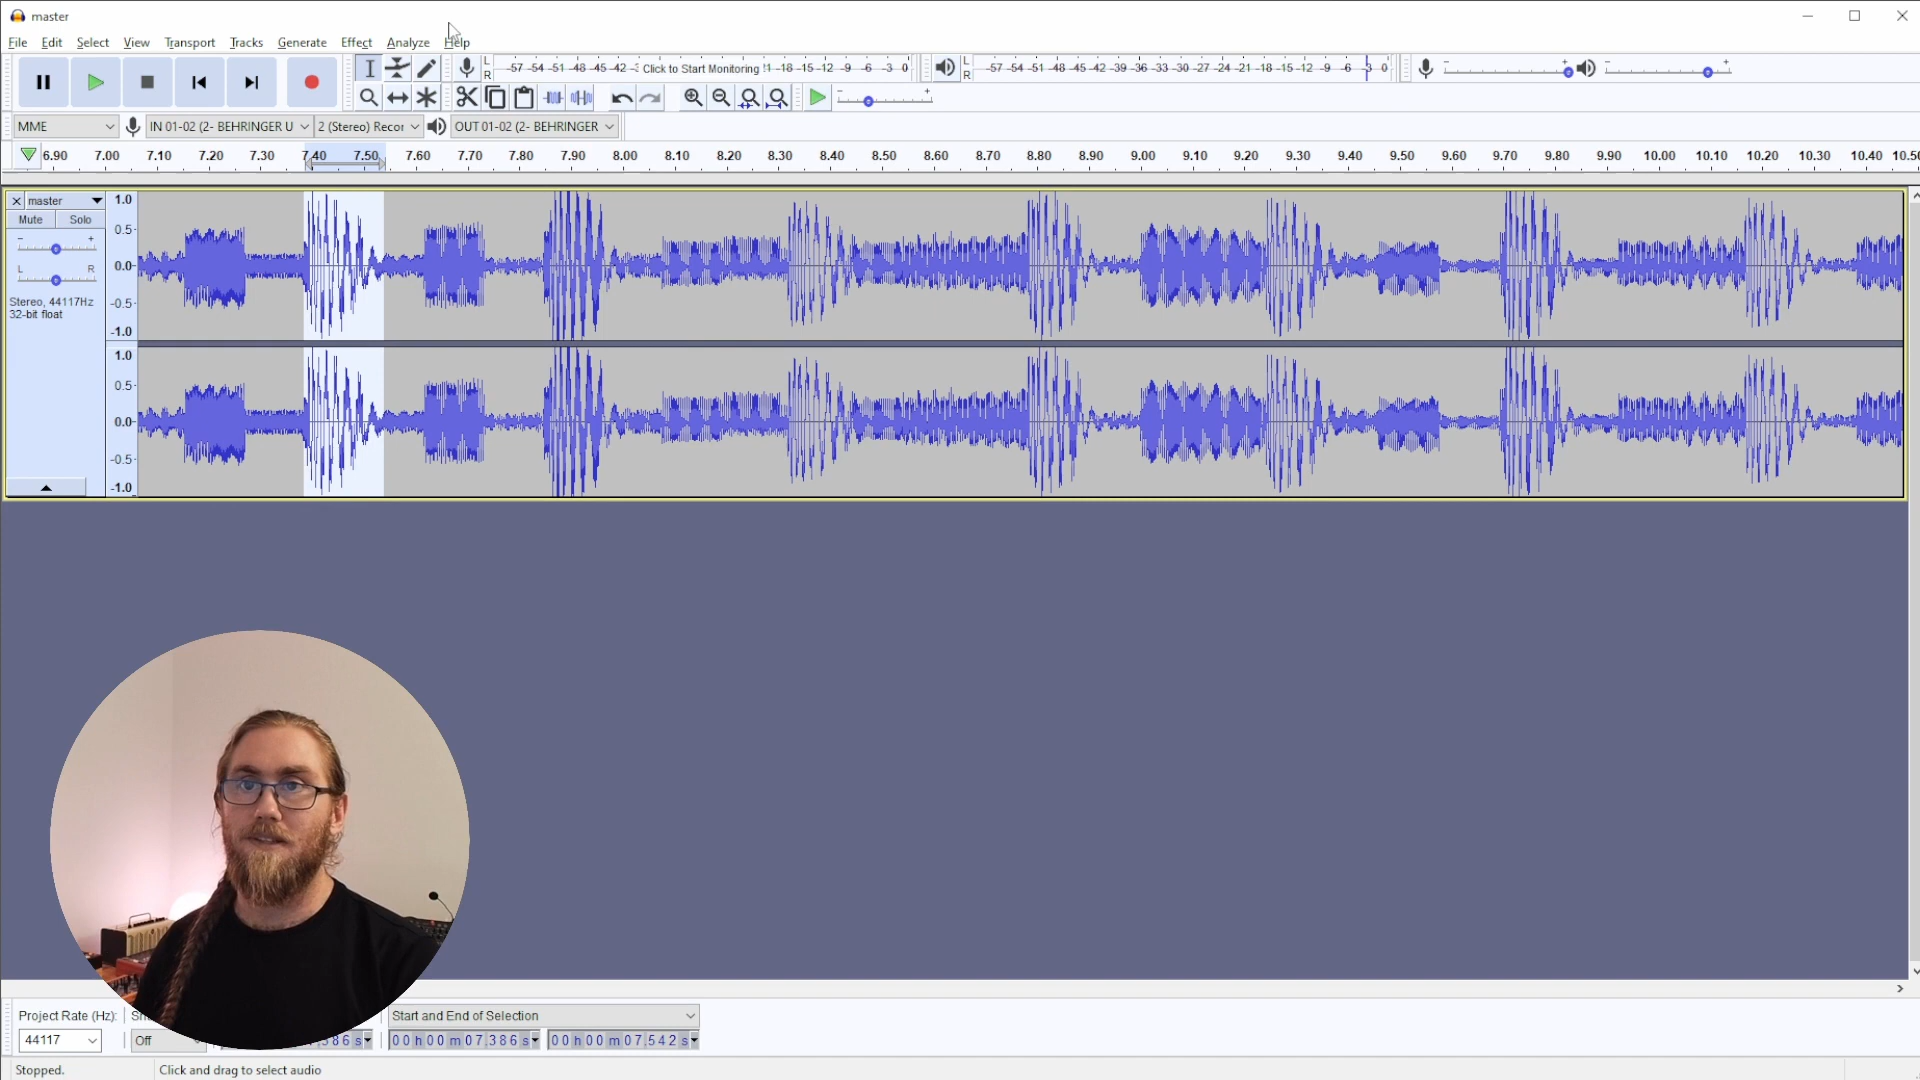 master
File Edit Select View Transport Tracks Generate Effect Analyze Help
L R -57 -54 -51 -48 -45 -42 Click to Start Monitoring -18 -15 -12 -9 -6 -3 0
L R -57 -54 -51 -48 -45 -42 -39 -36 -33 -30 -27 -24 -21 -18 -15 -12 -9 -6 -3 0
MME IN 01-02 (2- BEHRINGER U 2 (Stereo) Recor OUT 01-02 (2- BEHRINGER
6.90 7.00 7.10 7.20 7.30 7.40 7.50 7.60 7.70 7.80 7.90 8.00 8.10 8.20 8.30 8.40 8.50 8.60 8.70 8.80 8.90 9.00 9.10 9.20 9.30 9.40 9.50 9.60 9.70 9.80 9.90 10.00 10.10 10.20 10.30 10.40 10.50
master
Mute Solo
- +
L R
Stereo, 44117Hz
32-bit float
1.0
0.5
0.0
-0.5
-1.0
1.0
0.5
0.0
-0.5
-1.0
Project Rate (Hz):
44117
Off
386 s
Start and End of Selection
00 h 00 m 07.386 s 00 h 00 m 07.542 s
Stopped. Click and drag to select audio